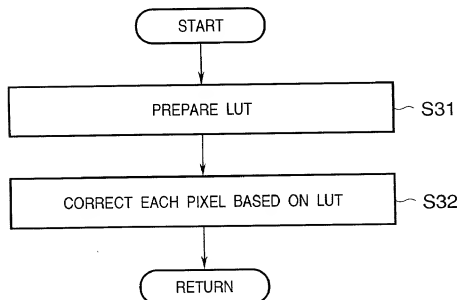 START
PREPARE LUT
S31
CORRECT EACH PIXEL BASED ON LUT
S32
RETURN